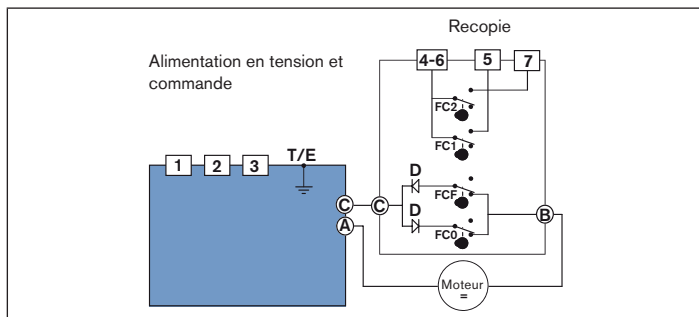 Recopie
Alimentation en tension et
commande
4-6 5 7
FC2
FC1
1 2 3 T/E
D
C C FCF
A D B
FC0
Moteur
=